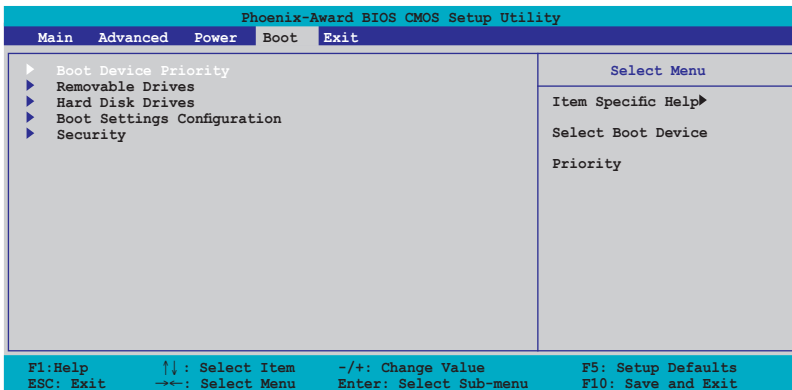 Phoenix-Award BIOS CMOS Setup Utility
Main Advanced Power Boot Exit
Boot Device Priority
Removable Drives
Hard Disk Drives
Boot Settings Configuration
Security
Select Menu
Item Specific Help
Select Boot Device
Priority
F1:Help ↑↓: Select Item -/+: Change Value F5: Setup Defaults
ESC: Exit →←: Select Menu Enter: Select Sub-menu F10: Save and Exit